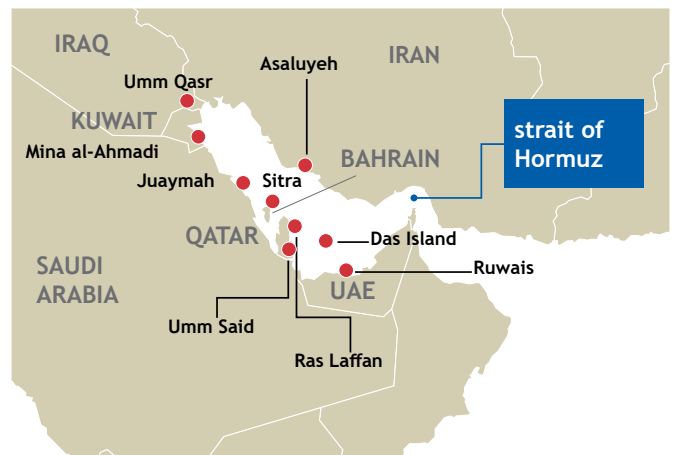 IRAQ
Asaluyeh
IRAN
Umm Qasr
KUWAIT
strait of
Hormuz
Mina al-Ahmadi
BAHRAIN
Juaymah
Sitra
QATAR
Das Island
SAUDI
ARABIA
Ruwais
UAE
Umm Said
Ras Laffan